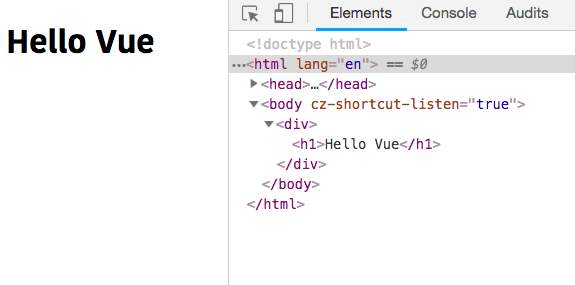 Hello Vue
Elements Console Audits
<!doctype html>
…<html lang="en"> == $0
<head>…</head>
<body cz-shortcut-listen="true">
<div>
<h1>Hello Vue</h1>
</div>
</body>
</html>